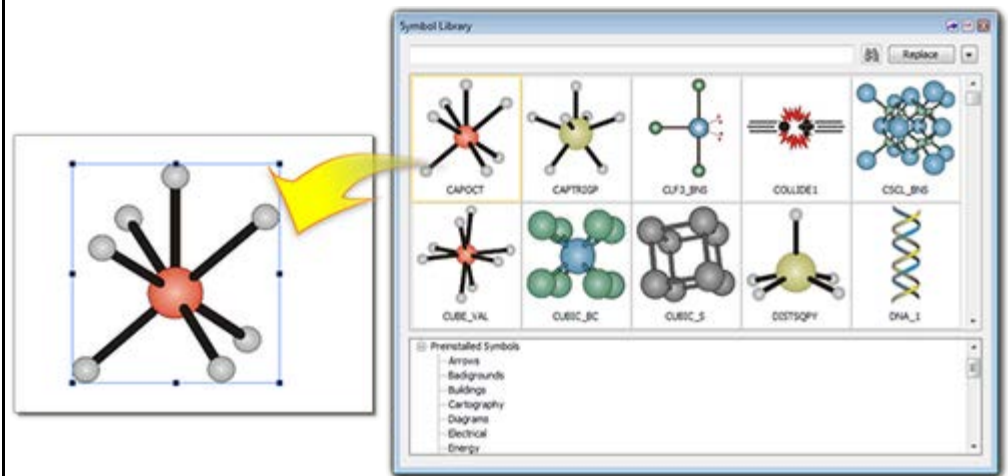 Symbol Library
Replace
CAPOCT CAPTRIGP CLF3_BNS COLLIDE1 CSCL_BNS
CUBE_VAL CUBIC_BC CUBIC_S DISTSQPY DNA_1
Preinstalled Symbols
Arrows
Backgrounds
Buildings
Cartography
Diagrams
Electrical
Energy